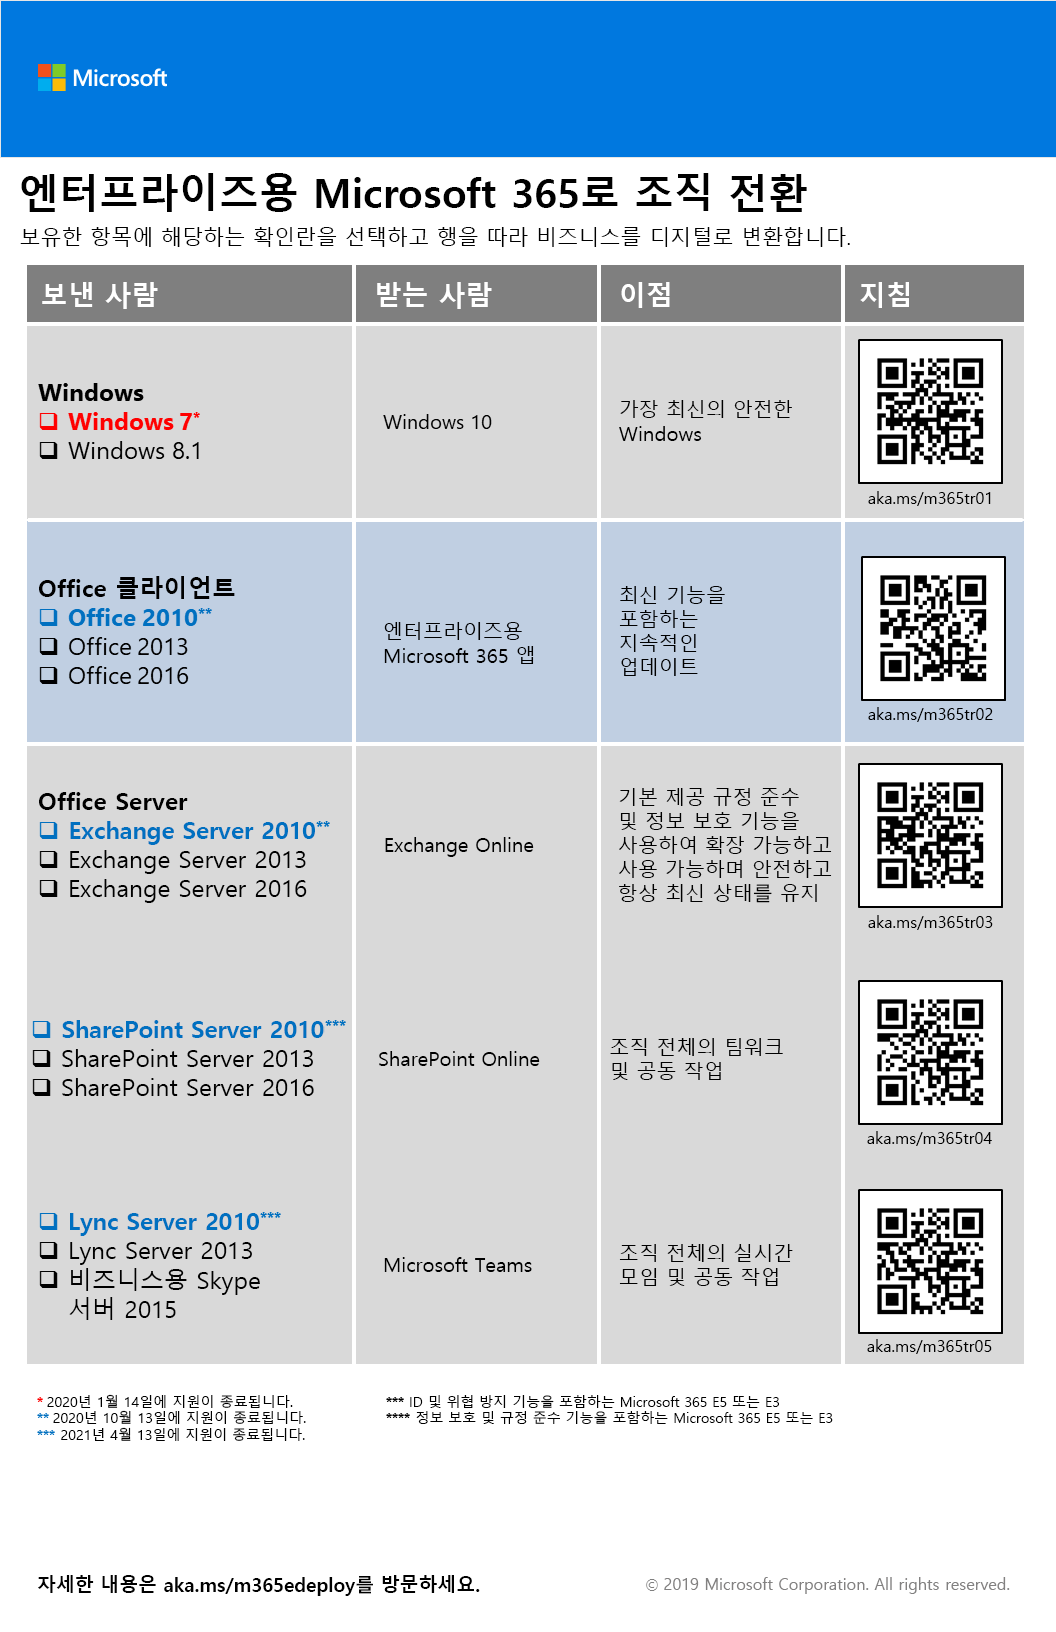 Microsoft
엔터프라이즈용 Microsoft 365로 조직 전환
보유한 항목에 해당하는 확인란을 선택하고 행을 따라 비즈니스를 디지털로 변환합니다.
보낸 사람
받는 사람
이점
지침
Windows
Windows 7*
Windows 8.1
Windows 10
가장 최신의 안전한
Windows
aka.ms/m365tr01
Office 클라이언트
Office 2010**
Office 2013
Office 2016
엔터프라이즈용
Microsoft 365 앱
최신 기능을
포함하는
지속적인
업데이트
aka.ms/m365tr02
Office Server
Exchange Server 2010**
Exchange Server 2013
Exchange Server 2016
Exchange Online
기본 제공 규정 준수
및 정보 보호 기능을
사용하여 확장 가능하고
사용 가능하며 안전하고
항상 최신 상태를 유지
aka.ms/m365tr03
SharePoint Server 2010***
SharePoint Server 2013
SharePoint Server 2016
SharePoint Online
조직 전체의 팀워크
및 공동 작업
aka.ms/m365tr04
Lync Server 2010***
Lync Server 2013
비즈니스용 Skype
서버 2015
Microsoft Teams
조직 전체의 실시간
모임 및 공동 작업
aka.ms/m365tr05
* 2020년 1월 14일에 지원이 종료됩니다.
** 2020년 10월 13일에 지원이 종료됩니다.
*** 2021년 4월 13일에 지원이 종료됩니다.
*** ID 및 위협 방지 기능을 포함하는 Microsoft 365 E5 또는 E3
**** 정보 보호 및 규정 준수 기능을 포함하는 Microsoft 365 E5 또는 E3
자세한 내용은 aka.ms/m365edeploy를 방문하세요.
© 2019 Microsoft Corporation. All rights reserved.